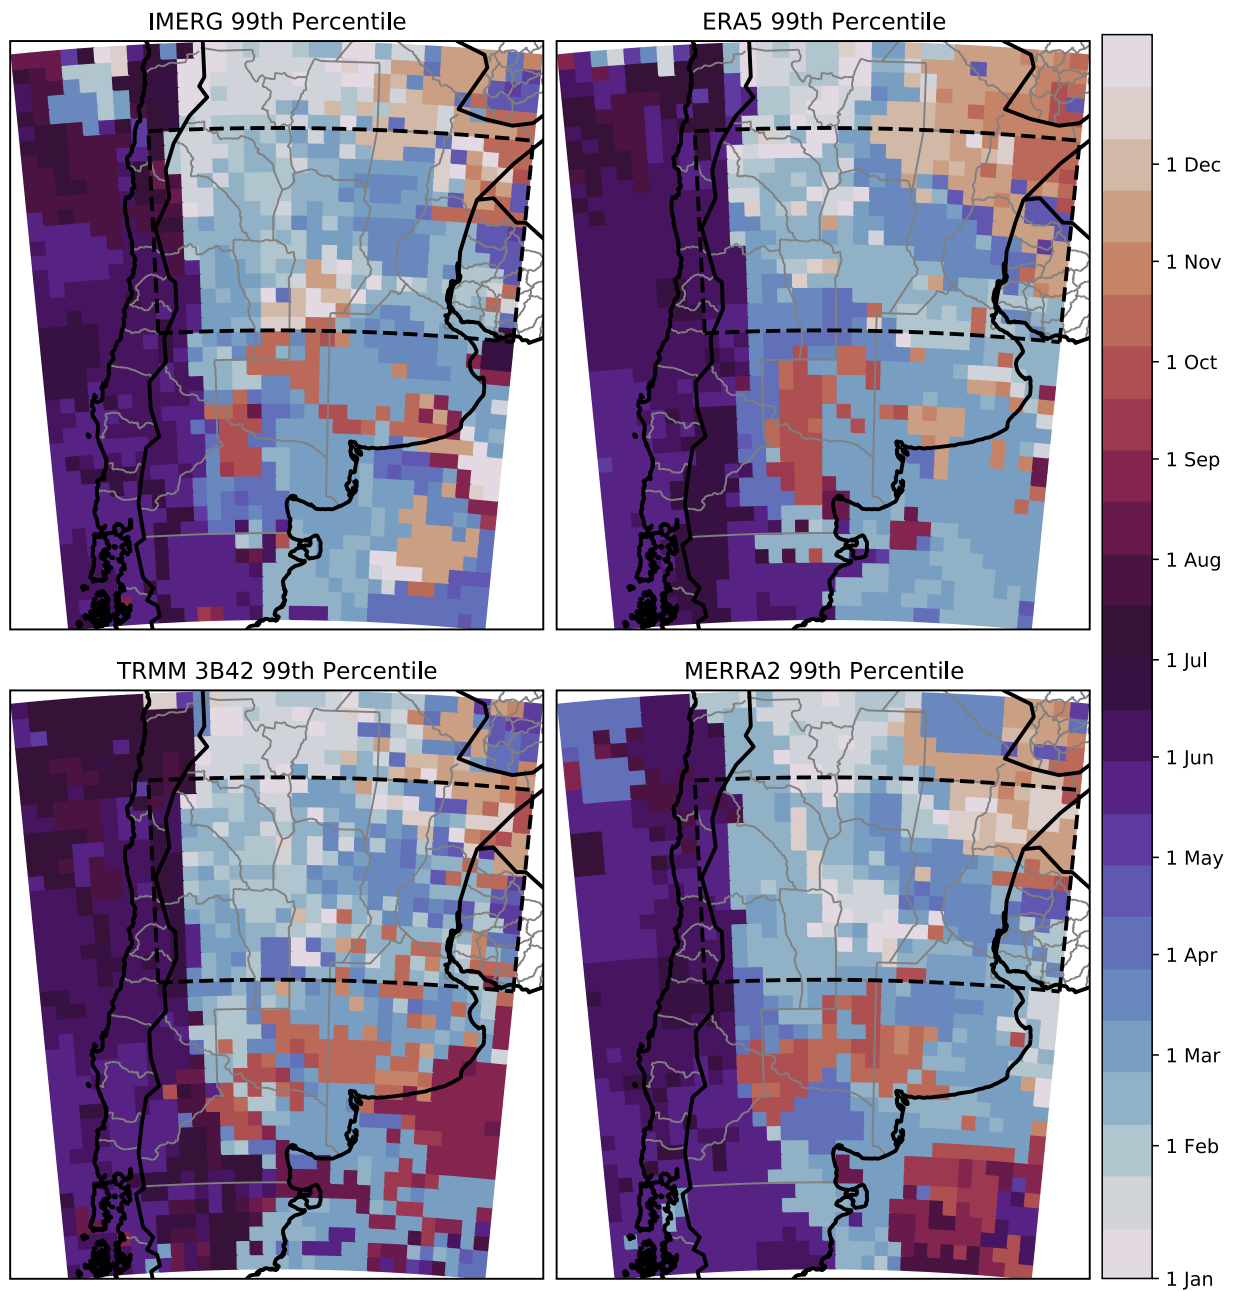 IMERG 99th Percentile
ERA5 99th Percentile
TRMM 3B42 99th Percentile
MERRA2 99th Percentile
1 Dec
1 Nov
1 Oct
1 Sep
1 Aug
1 Jul
1 Jun
1 May
1 Apr
1 Mar
1 Feb
1 Jan